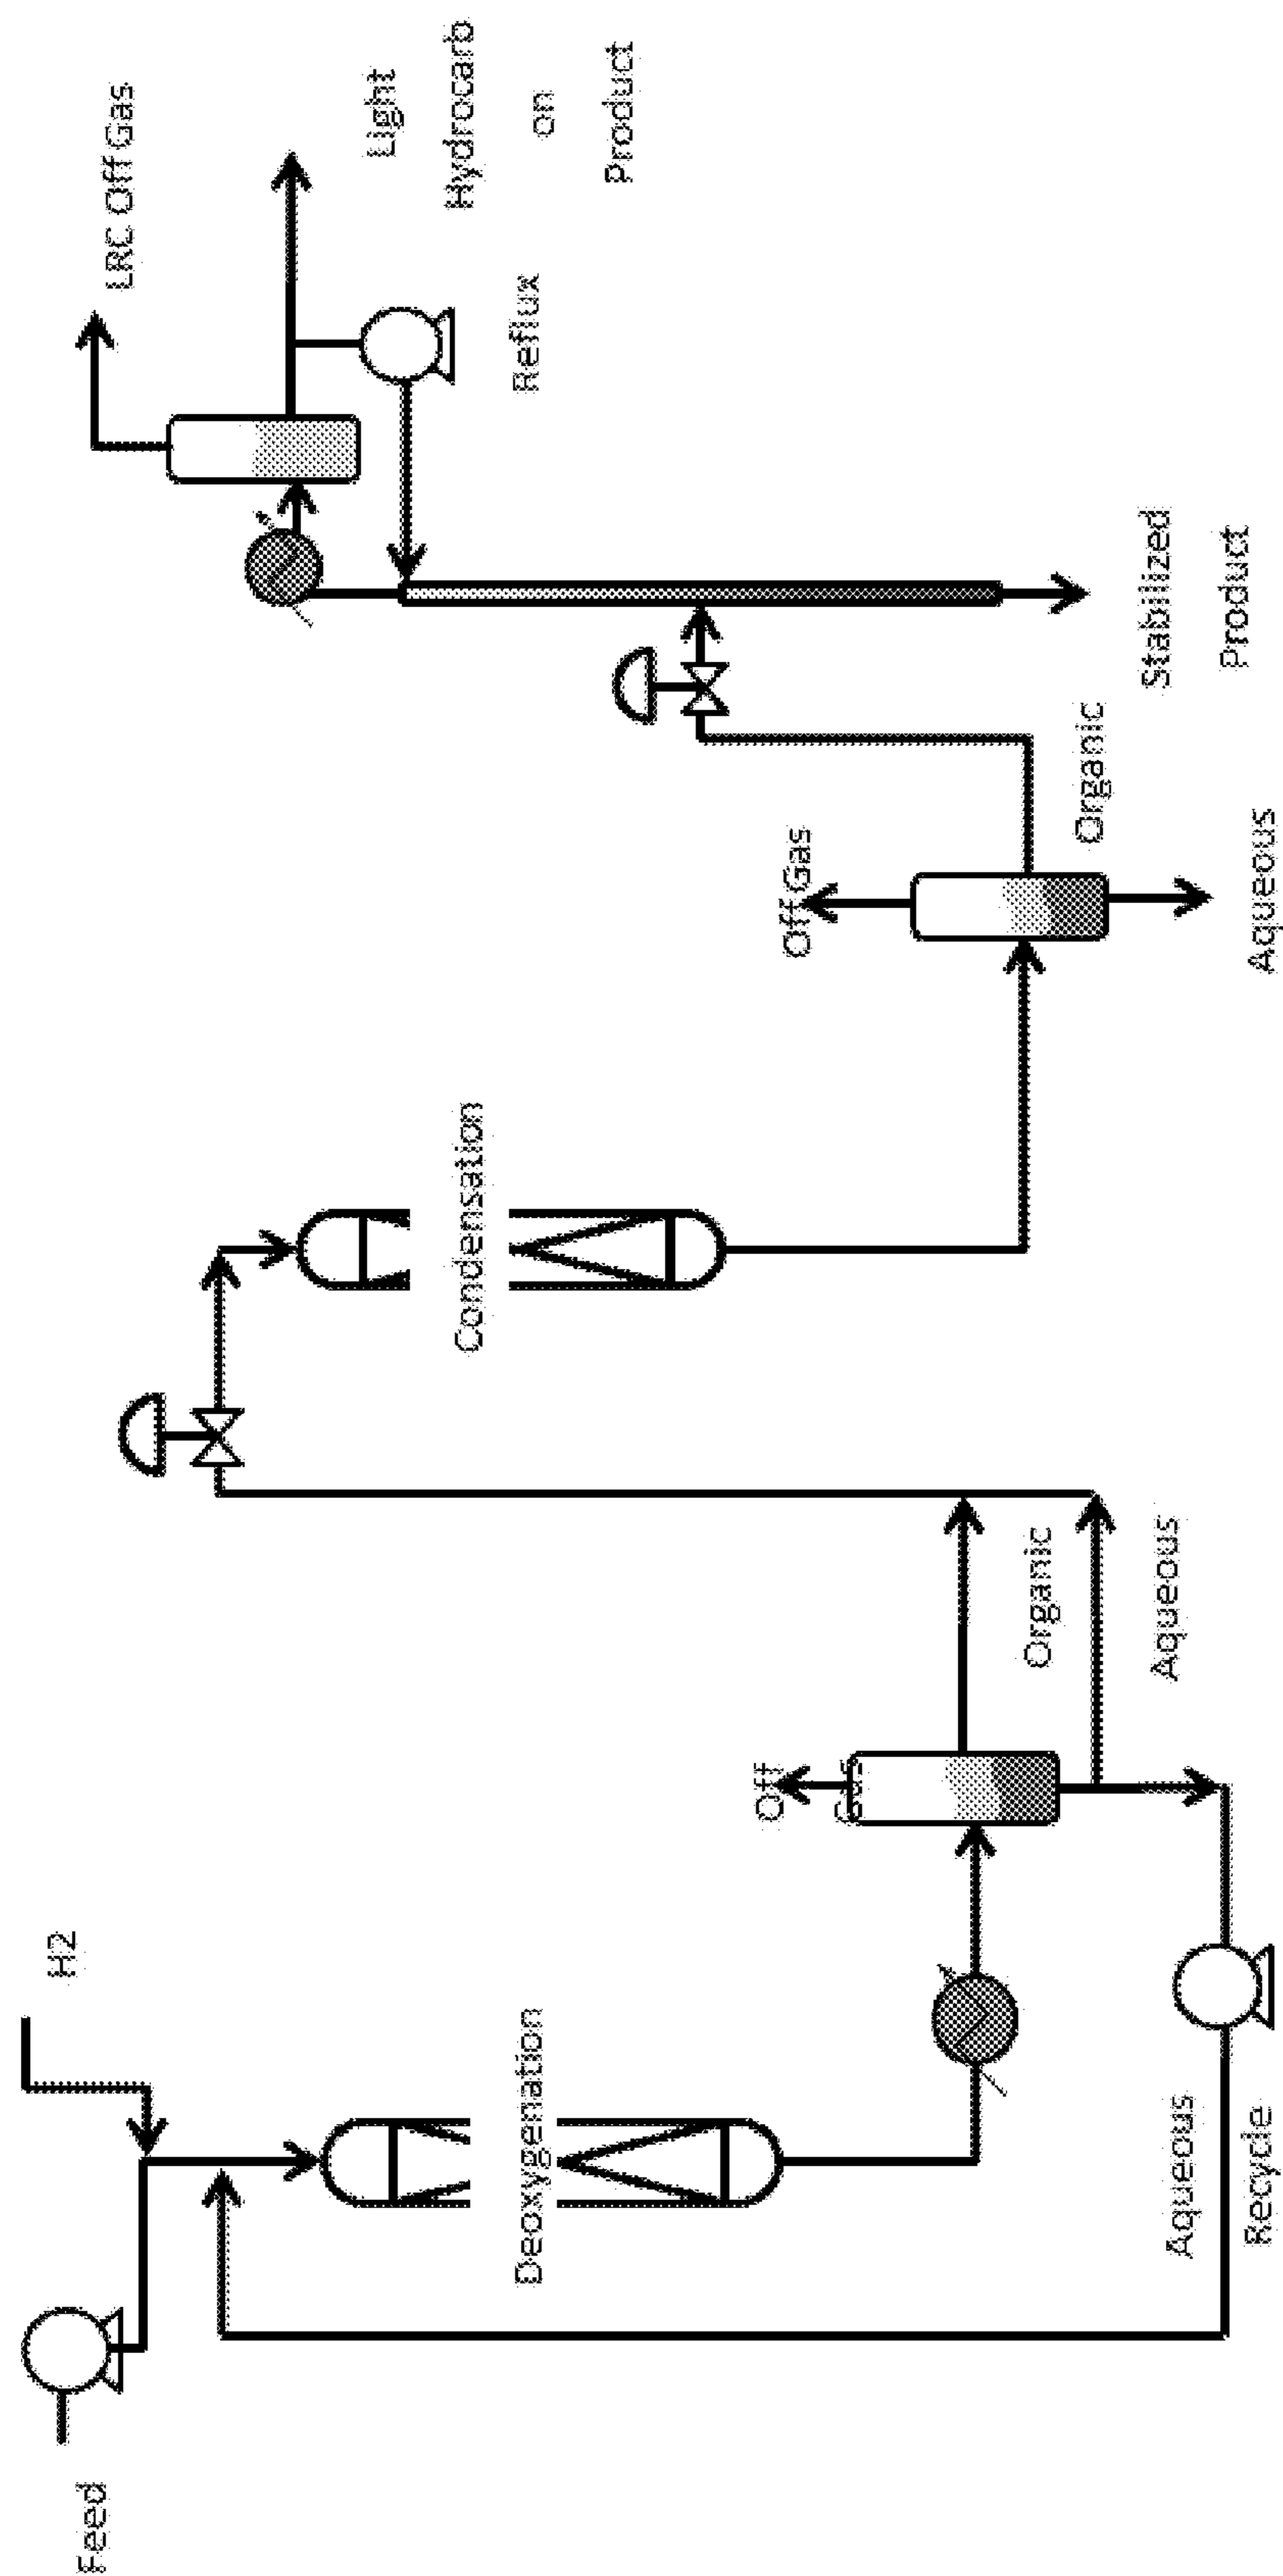 Feed
H2
Deoxygenation
Aqueous
Recycle
Off
Gas
Organic
Aqueous
Condensation
Off Gas
Organic
Aqueous
Stabilized
Product
Reflux
LRC Off Gas
Light
Hydrocarb
on
Product